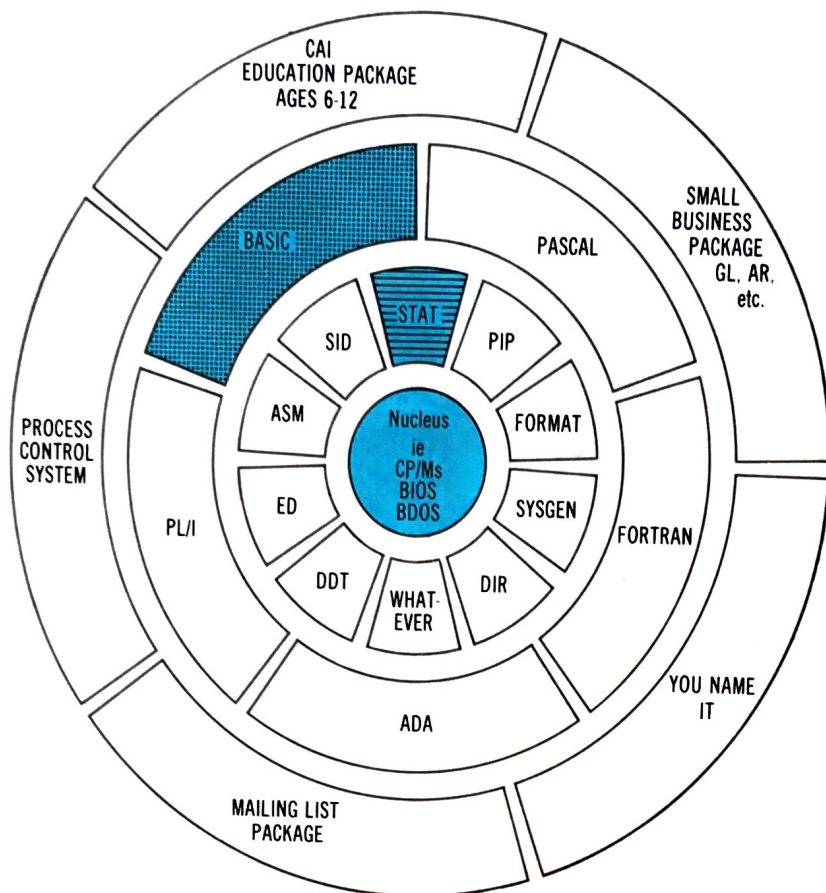 CAI
EDUCATION PACKAGE
AGES 6-12
SMALL
BUSINESS
PACKAGE
GL, AR,
etc.
BASIC
PASCAL
STAT
SID
PIP
ASM
FORMAT
Nucleus
ie
CP/Ms
BIOS
BDOS
PROCESS
CONTROL
SYSTEM
ED
SYSGEN
PL/I
FORTRAN
DDT
WHAT-
EVER
DIR
YOU NAME
IT
ADA
MAILING LIST
PACKAGE